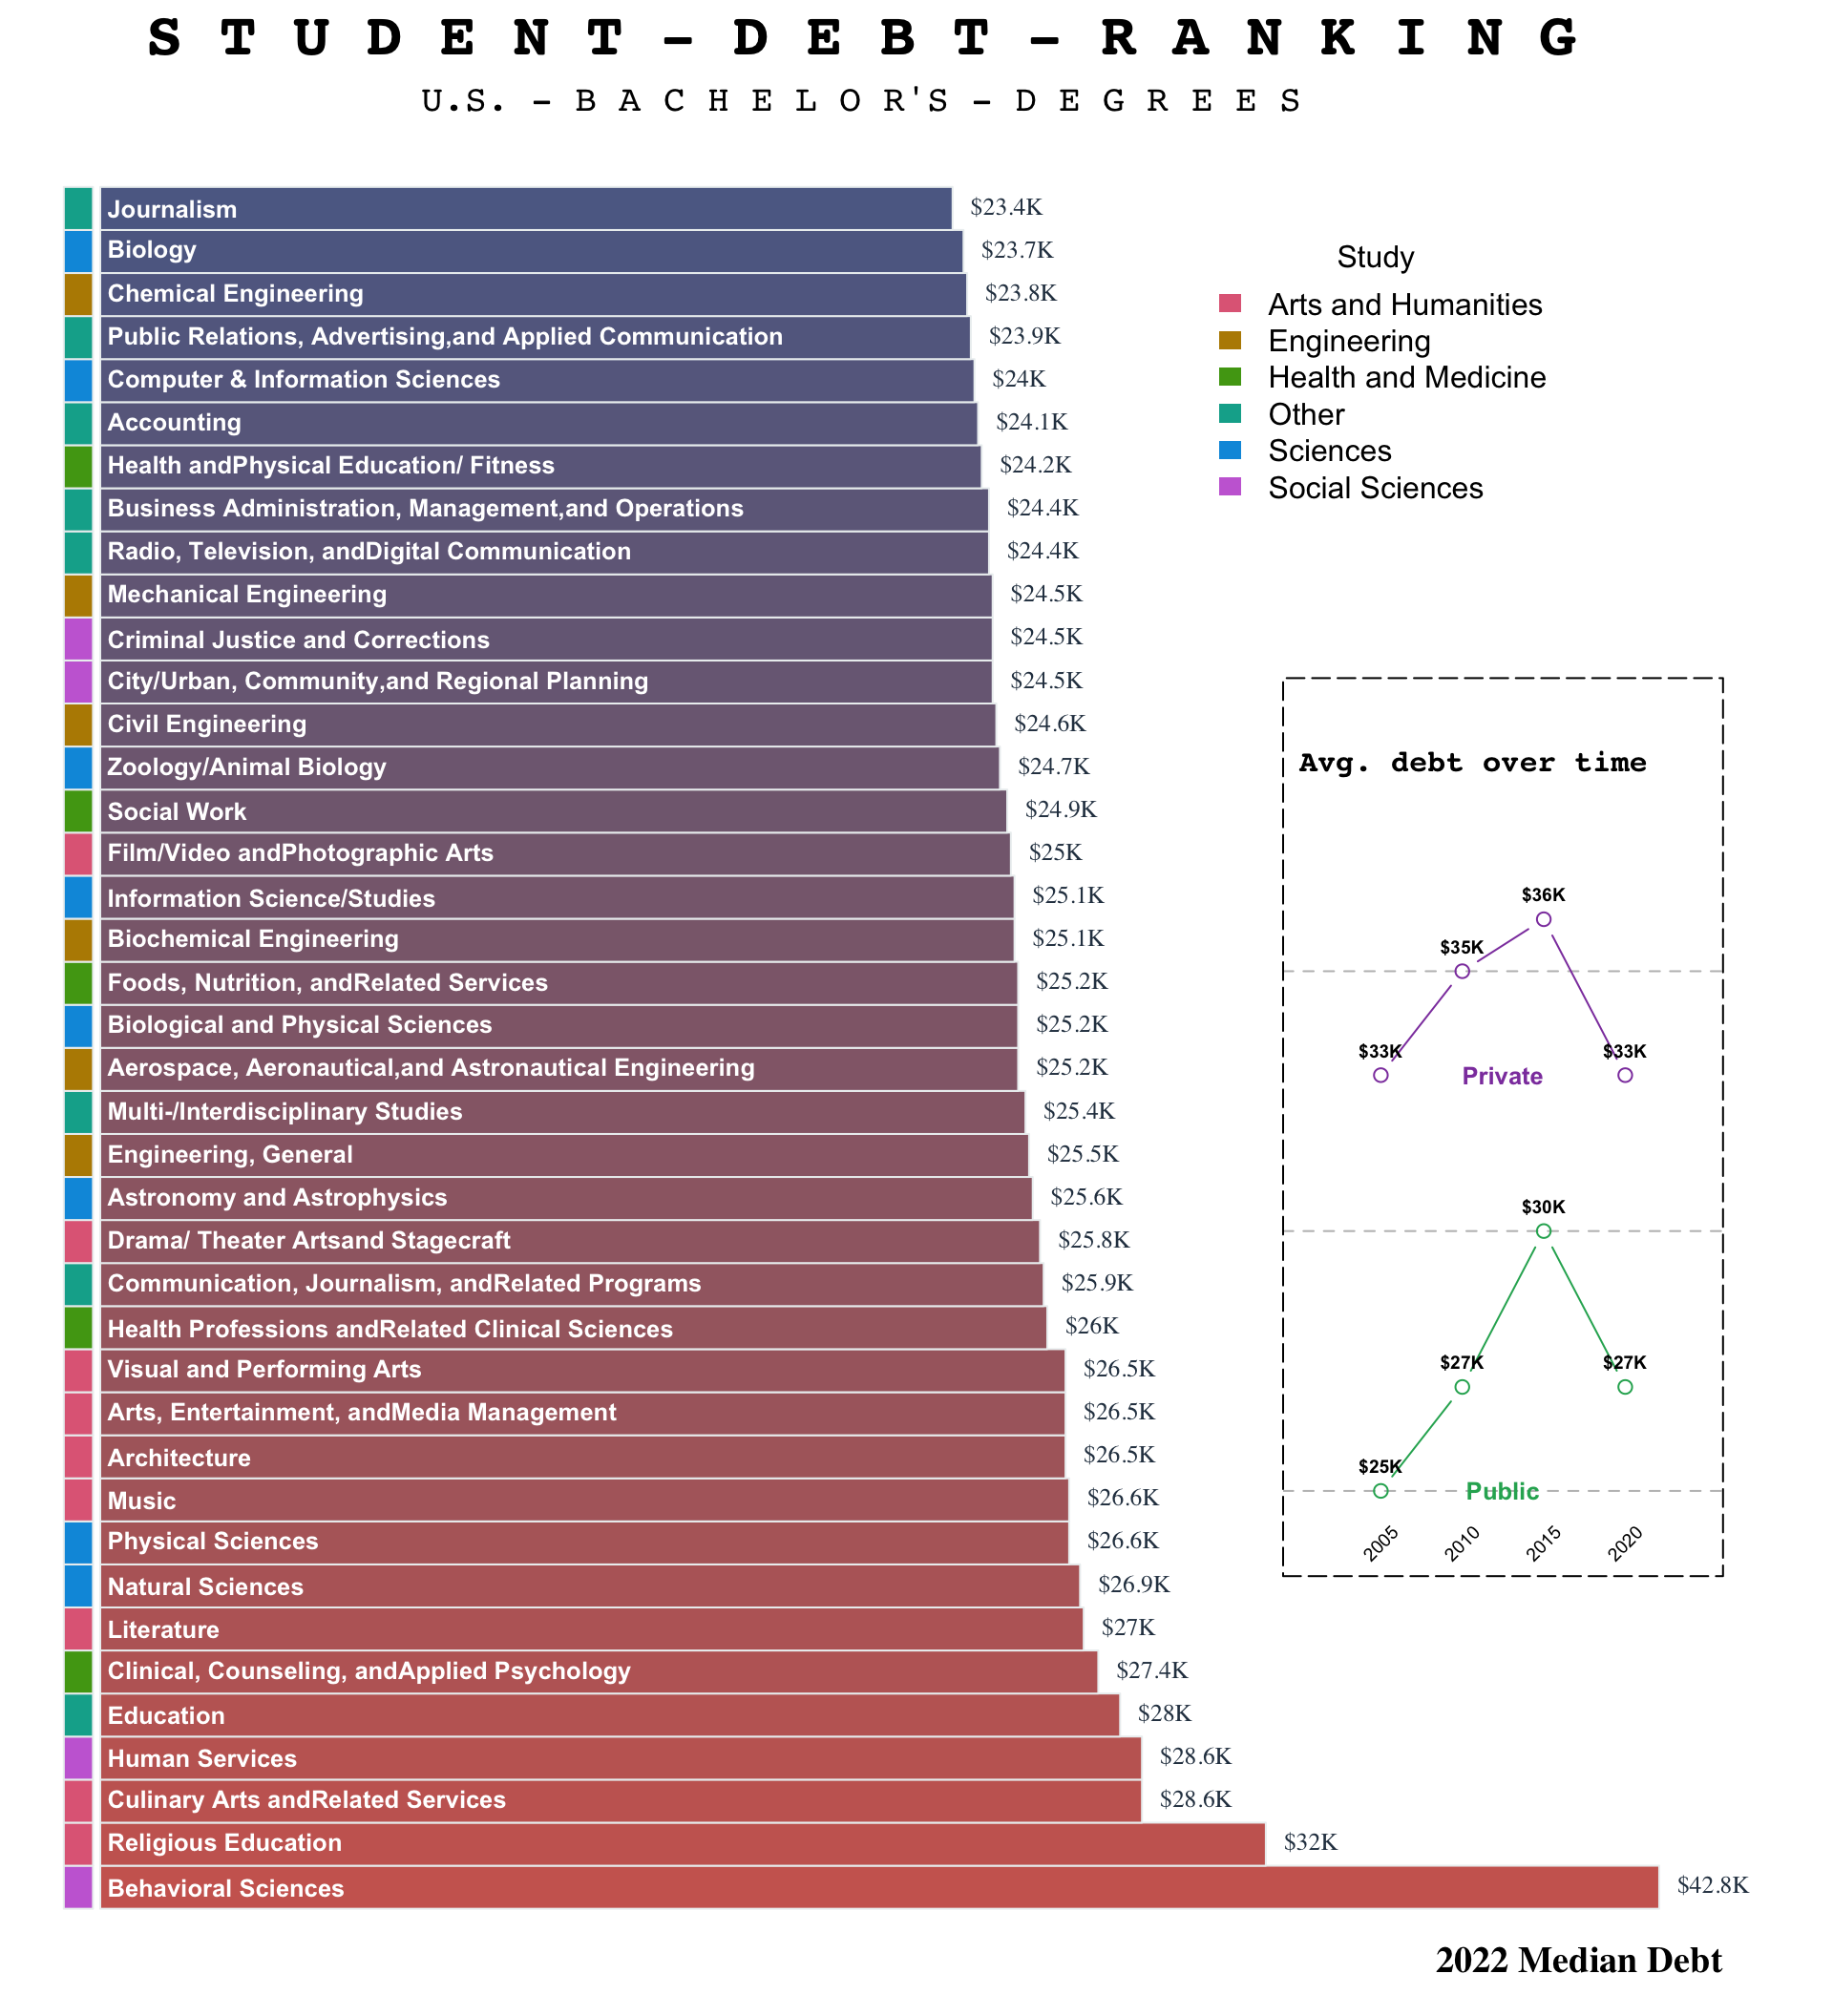 STUDENT-DEBT-RANKING
U.S.-BACHELOR'S-DEGREES
Journalism $23.4K
Biology $23.7K
Chemical Engineering $23.8K
Public Relations, Advertising,and Applied Communication $23.9K
Computer & Information Sciences $24K
Accounting $24.1K
Health andPhysical Education/ Fitness $24.2K
Business Administration, Management,and Operations $24.4K
Radio, Television, andDigital Communication $24.4K
Mechanical Engineering $24.5K
Criminal Justice and Corrections $24.5K
City/Urban, Community,and Regional Planning $24.5K
Civil Engineering $24.6K
Zoology/Animal Biology $24.7K
Social Work $24.9K
Film/Video andPhotographic Arts $25K
Information Science/Studies $25.1K
Biochemical Engineering $25.1K
Foods, Nutrition, andRelated Services $25.2K
Biological and Physical Sciences $25.2K
Aerospace, Aeronautical,and Astronautical Engineering $25.2K
Multi-/Interdisciplinary Studies $25.4K
Engineering, General $25.5K
Astronomy and Astrophysics $25.6K
Drama/ Theater Artsand Stagecraft $25.8K
Communication, Journalism, andRelated Programs $25.9K
Health Professions andRelated Clinical Sciences $26K
Visual and Performing Arts $26.5K
Arts, Entertainment, andMedia Management $26.5K
Architecture $26.5K
Music $26.6K
Physical Sciences $26.6K
Natural Sciences $26.9K
Literature $27K
Clinical, Counseling, andApplied Psychology $27.4K
Education $28K
Human Services $28.6K
Culinary Arts andRelated Services $28.6K
Religious Education $32K
Behavioral Sciences $42.8K
Study
Arts and Humanities
Engineering
Health and Medicine
Other
Sciences
Social Sciences
Avg. debt over time
$36K
$35K
$33K $33K
Private
$30K
$27K $27K
$25K
Public
2005 2010 2015 2020
2022 Median Debt